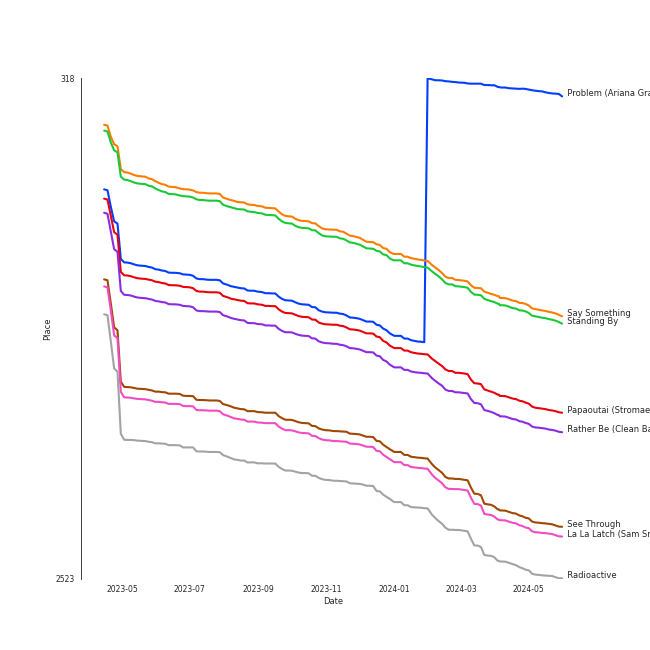 318
Problem (Ariana Gra
Say Something
Standing By
Place
Papaoutai (Stromae
Rather Be (Clean Ba
See Through
La La Latch (Sam Sm
Radioactive
2523
2023-05 2023-07 2023-09 2023-11 2024-01 2024-03 2024-05
Date